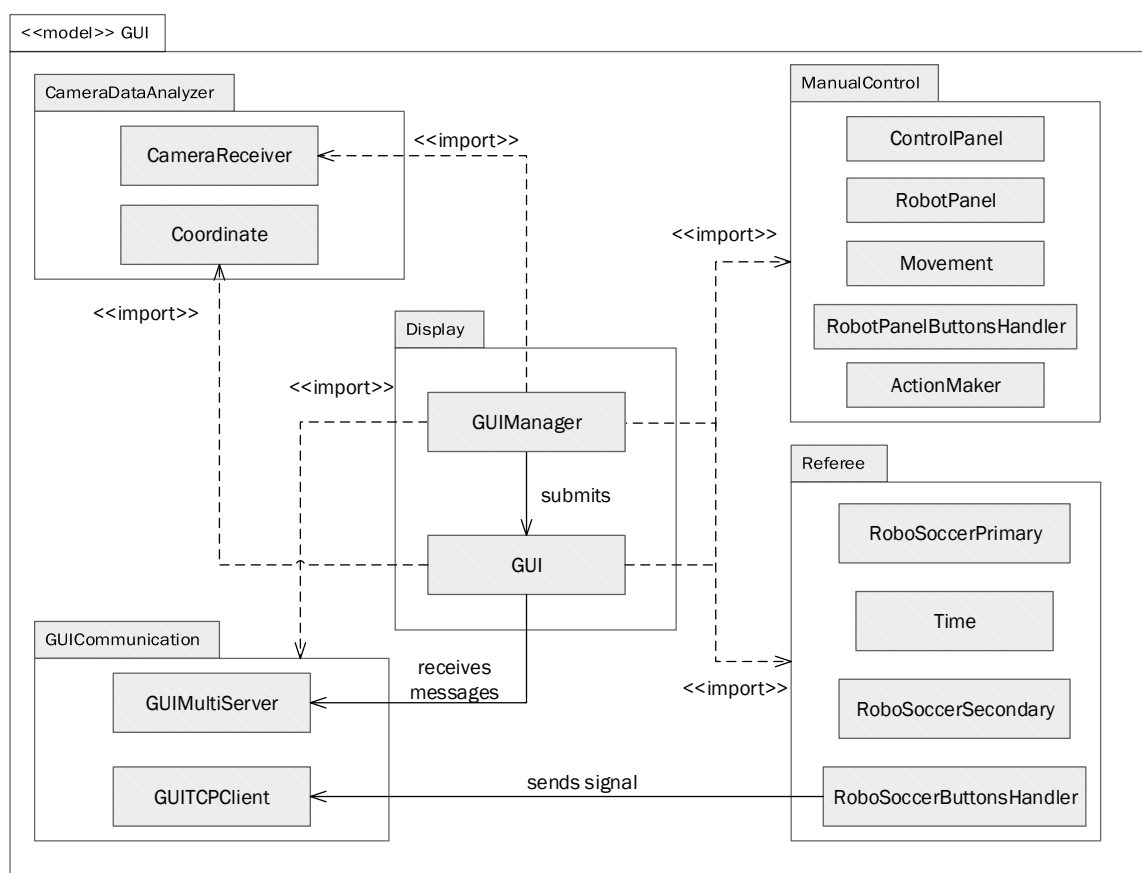 <<model>> GUI
CameraDataAnalyzer
CameraReceiver
Coordinate
<<import>>
<<import>>
ManualControl
ControlPanel
RobotPanel
Movement
RobotPanelButtonsHandler
ActionMaker
<<import>>
Display
<<import>>
GUIManager
submits
GUI
Referee
RoboSoccerPrimary
Time
RoboSoccerSecondary
RoboSoccerButtonsHandler
<<import>>
GUICommunication
GUIMultiServer
GUITCPClient
receives
messages
sends signal